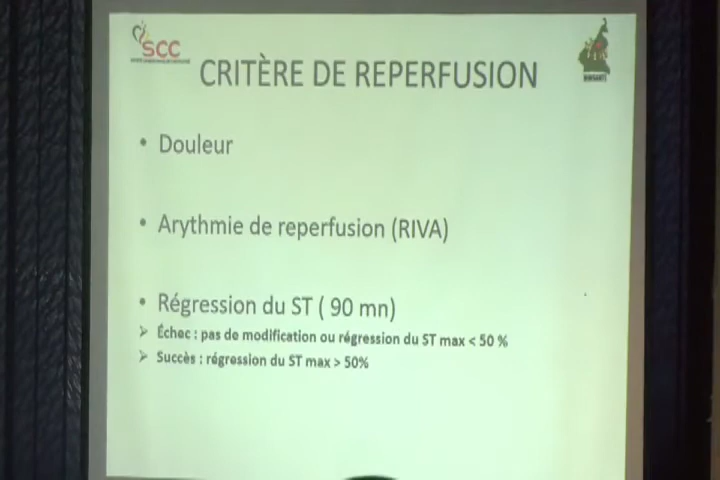 SCC
CRITÈRE DE REPERFUSION
• Douleur
• Arythmie de reperfusion (RIVA)
• Régression du ST ( 90 mn)
➢ Échec : pas de modification ou régression du ST max < 50 %
➢ Succès : régression du ST max > 50%